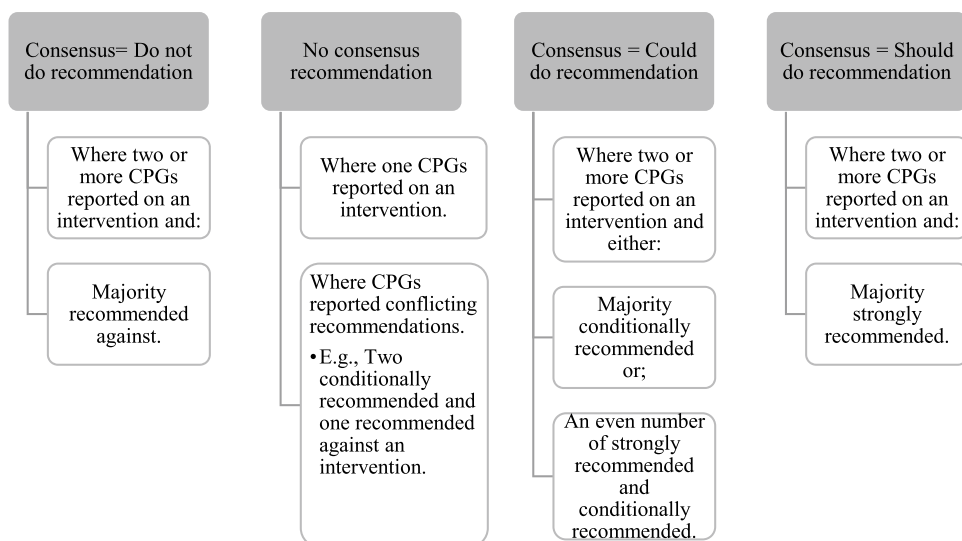 Consensus= Do not
do recommendation
Where two or
more CPGs
reported on an
intervention and:
Majority
recommended
against.
No consensus
recommendation
Where one CPGs
reported on an
intervention.
Where CPGs
reported conflicting
recommendations.
•E.g., Two
conditionally
recommended and
one recommended
against an
intervention.
Consensus = Could
do recommendation
Where two or
more CPGs
reported on an
intervention and
either:
Majority
conditionally
recommended
or;
An even number
of strongly
recommended
and
conditionally
recommended.
Consensus = Should
do recommendation
Where two or
more CPGs
reported on an
intervention and:
Majority
strongly
recommended.